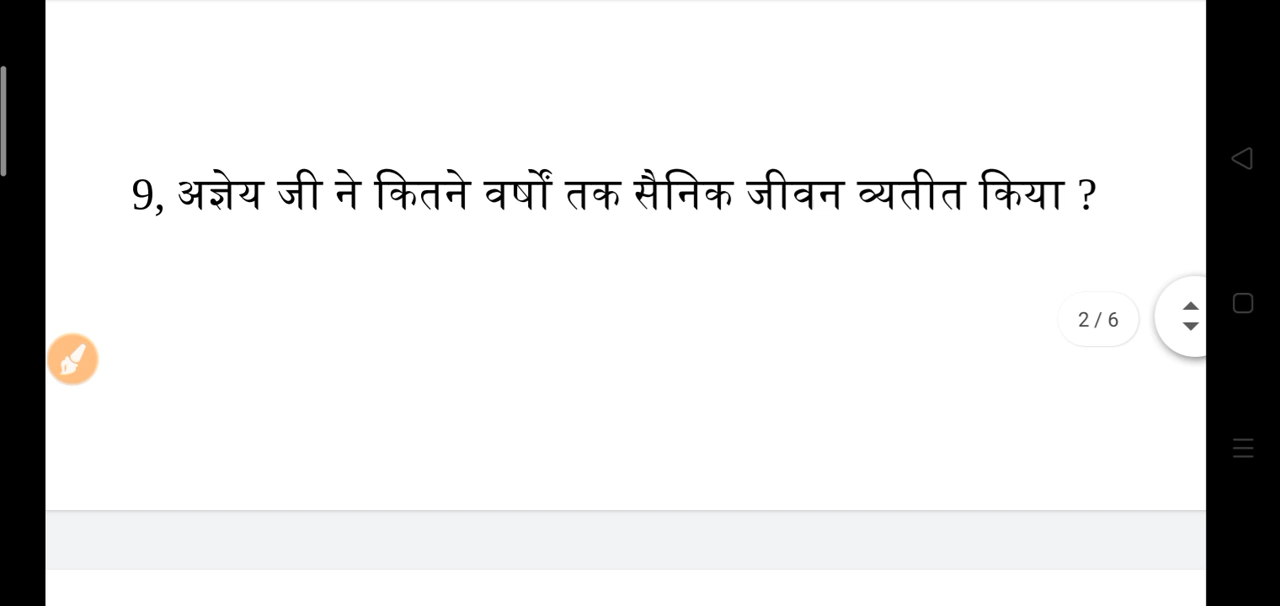 9, अज्ञेय जी ने कितने वर्षों तक सैनिक जीवन व्यतीत किया ?
2 / 6